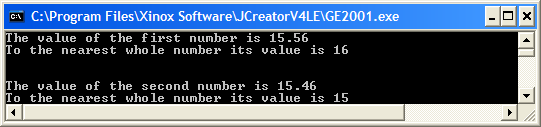 C:\Program Files\Xinox Software\JCreatorV4LE\GE2001.exe
The value of the first number is 15.56
To the nearest whole number its value is 16
The value of the second number is 15.46
To the nearest whole number its value is 15